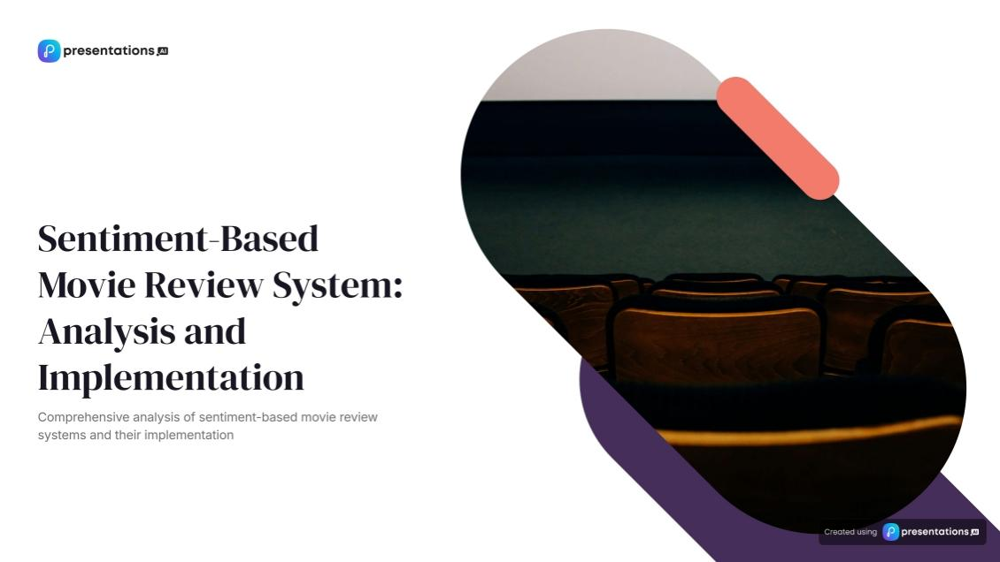 presentations.AI
Sentiment-Based
Movie Review System:
Analysis and
Implementation
Comprehensive analysis of sentiment-based movie review
systems and their implementation
Created using presentations.AI